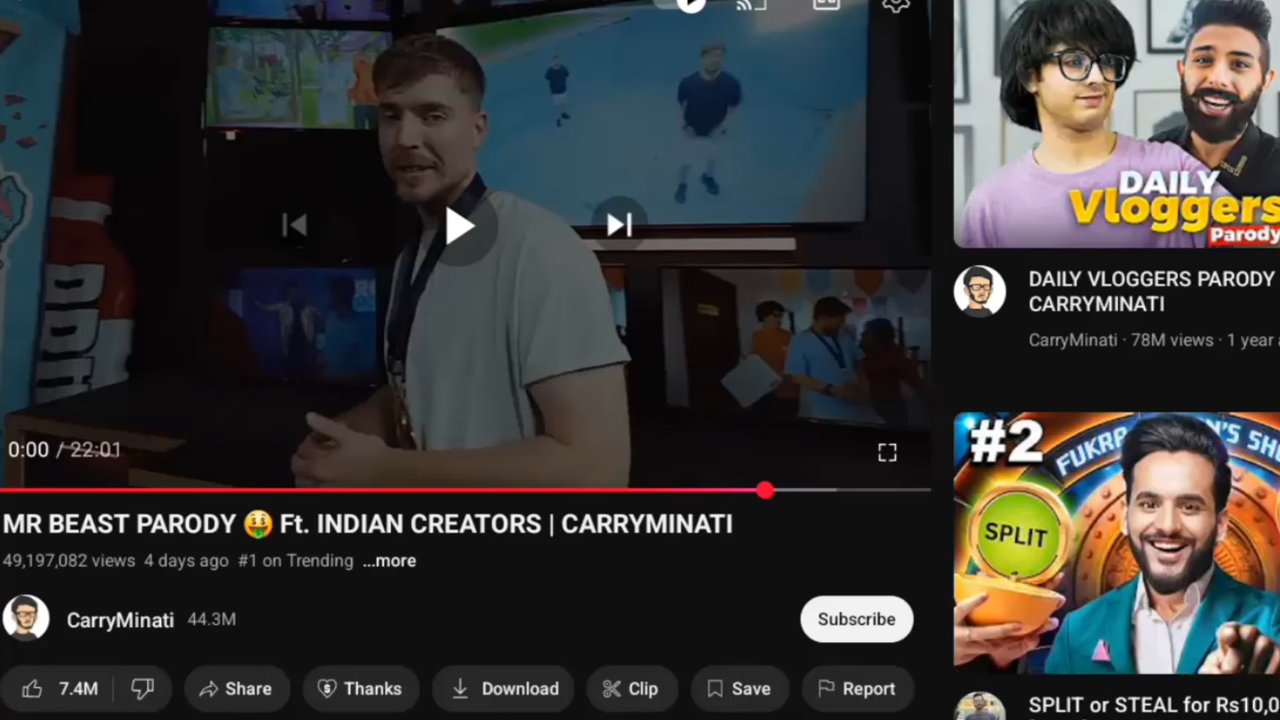 0:00 / 22:01
MR BEAST PARODY 🤑 Ft. INDIAN CREATORS | CARRYMINATI
49,197,082 views 4 days ago #1 on Trending ...more
CarryMinati 44.3M
Subscribe
7.4M
Share
Thanks
Download
Clip
Save
Report
DAILY
Vloggers
Parody
DAILY VLOGGERS PARODY
CARRYMINATI
CarryMinati · 78M views · 1 year
#2
SPLIT
SPLIT or STEAL for Rs10,0